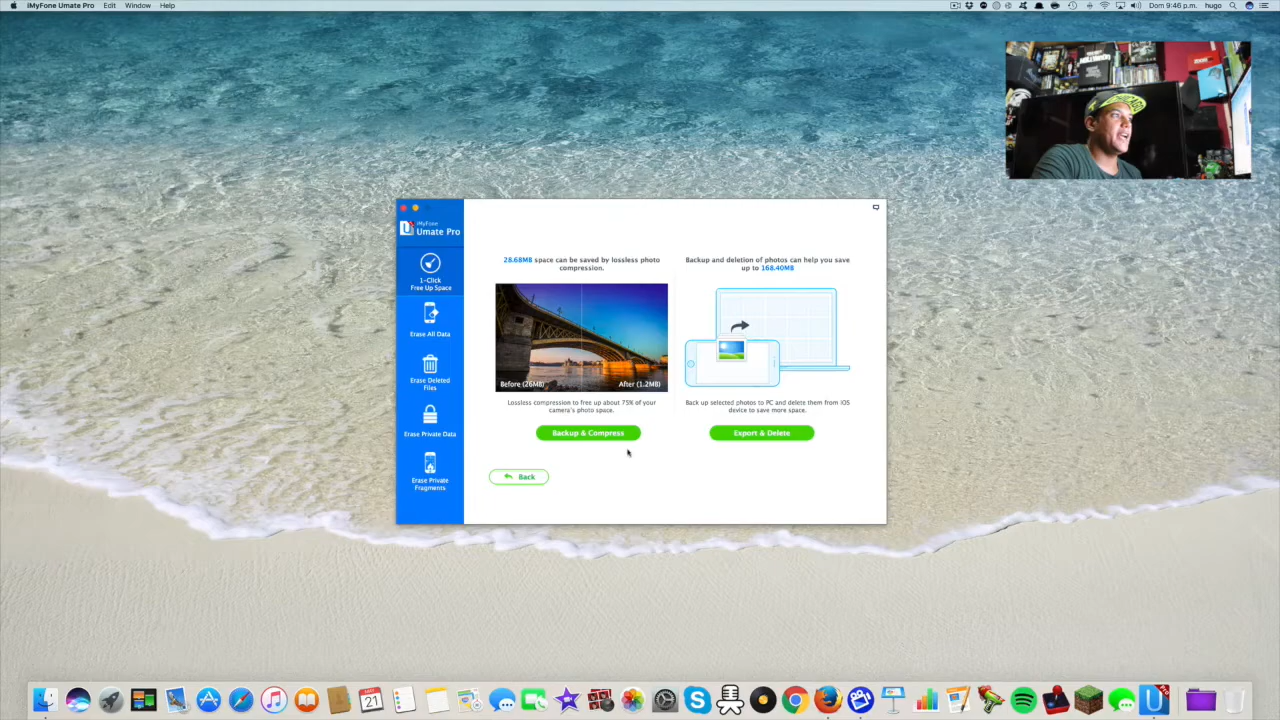 iMyFone Umate Pro Edit Window Help
Dom 9:46 p.m. hugo
iMyFone
Umate Pro
1-Click
Free Up Space
Erase All Data
Erase Deleted
Files
Erase Private Data
Erase Private
Fragments
28.68MB space can be saved by lossless photo
compression.
Before (26MB) After (1.2MB)
Lossless compression to free up about 75% of your
camera's photo space.
Backup & Compress
Backup and deletion of photos can help you save
up to 168.40MB
Back up selected photos to PC and delete them from iOS
device to save more space.
Export & Delete
Back
21